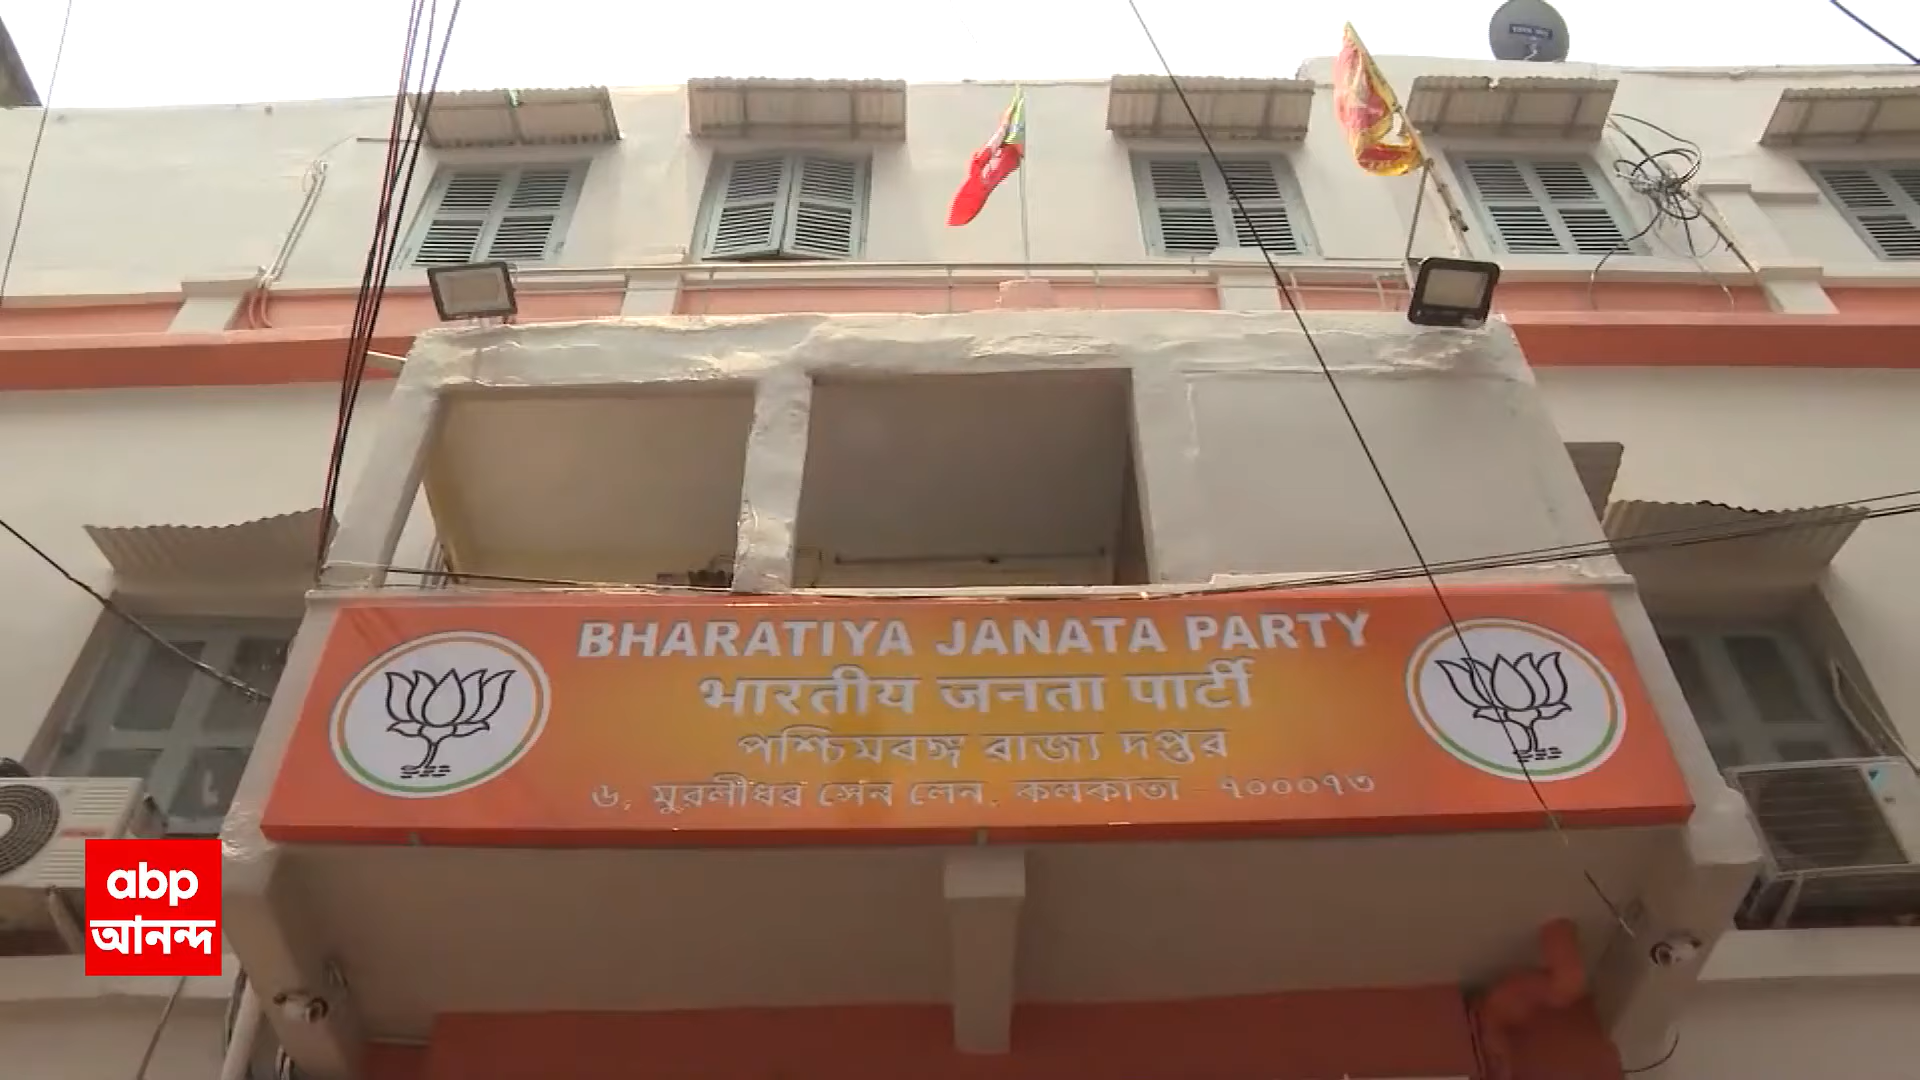 BHARATIYA JANATA PARTY
भारतीय जनता पार्टी
পশ্চিমবঙ্গ রাজ্য দপ্তর
৬, মুরলীধর সেন লেন, কলকাতা - ৭০০০৭৩
abp
আনন্দ